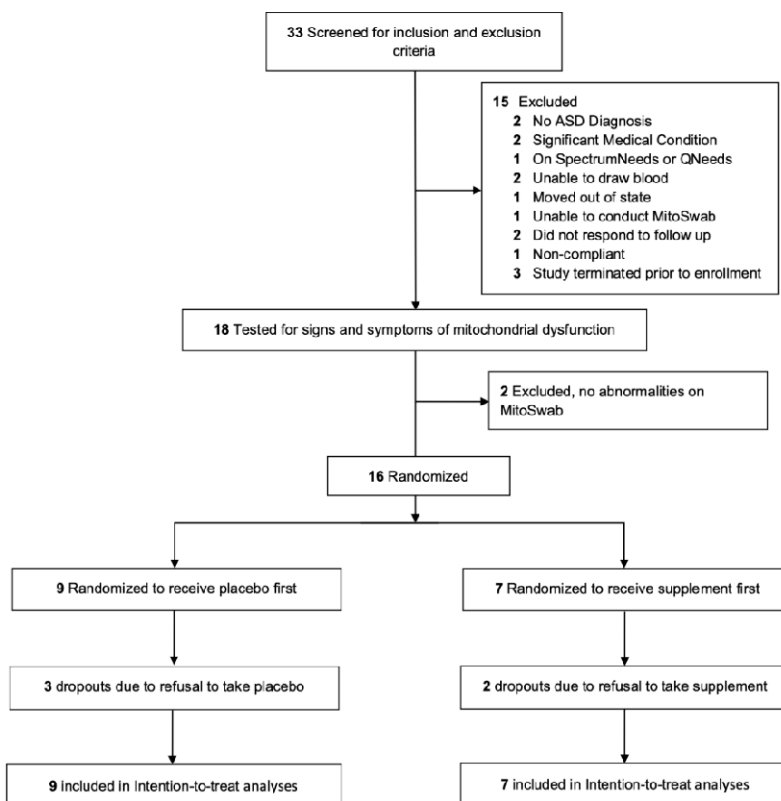 33 Screened for inclusion and exclusion
criteria
15 Excluded
2 No ASD Diagnosis
2 Significant Medical Condition
1 On SpectrumNeeds or QNeeds
2 Unable to draw blood
1 Moved out of state
1 Unable to conduct MitoSwab
2 Did not respond to follow up
1 Non-compliant
3 Study terminated prior to enrollment
18 Tested for signs and symptoms of mitochondrial dysfunction
2 Excluded, no abnormalities on
MitoSwab
16 Randomized
9 Randomized to receive placebo first
7 Randomized to receive supplement first
3 dropouts due to refusal to take placebo
2 dropouts due to refusal to take supplement
9 included in Intention-to-treat analyses
7 included in Intention-to-treat analyses